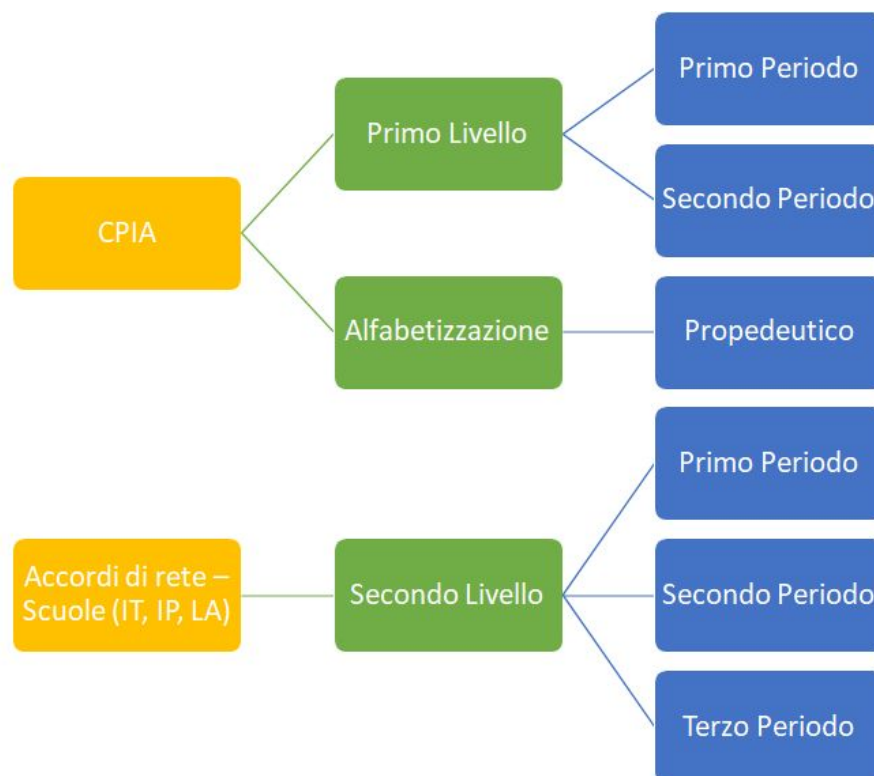 CPIA
Primo Livello
Primo Periodo
Secondo Periodo
Alfabetizzazione
Propedeutico
Accordi di rete –
Scuole (IT, IP, LA)
Secondo Livello
Primo Periodo
Secondo Periodo
Terzo Periodo